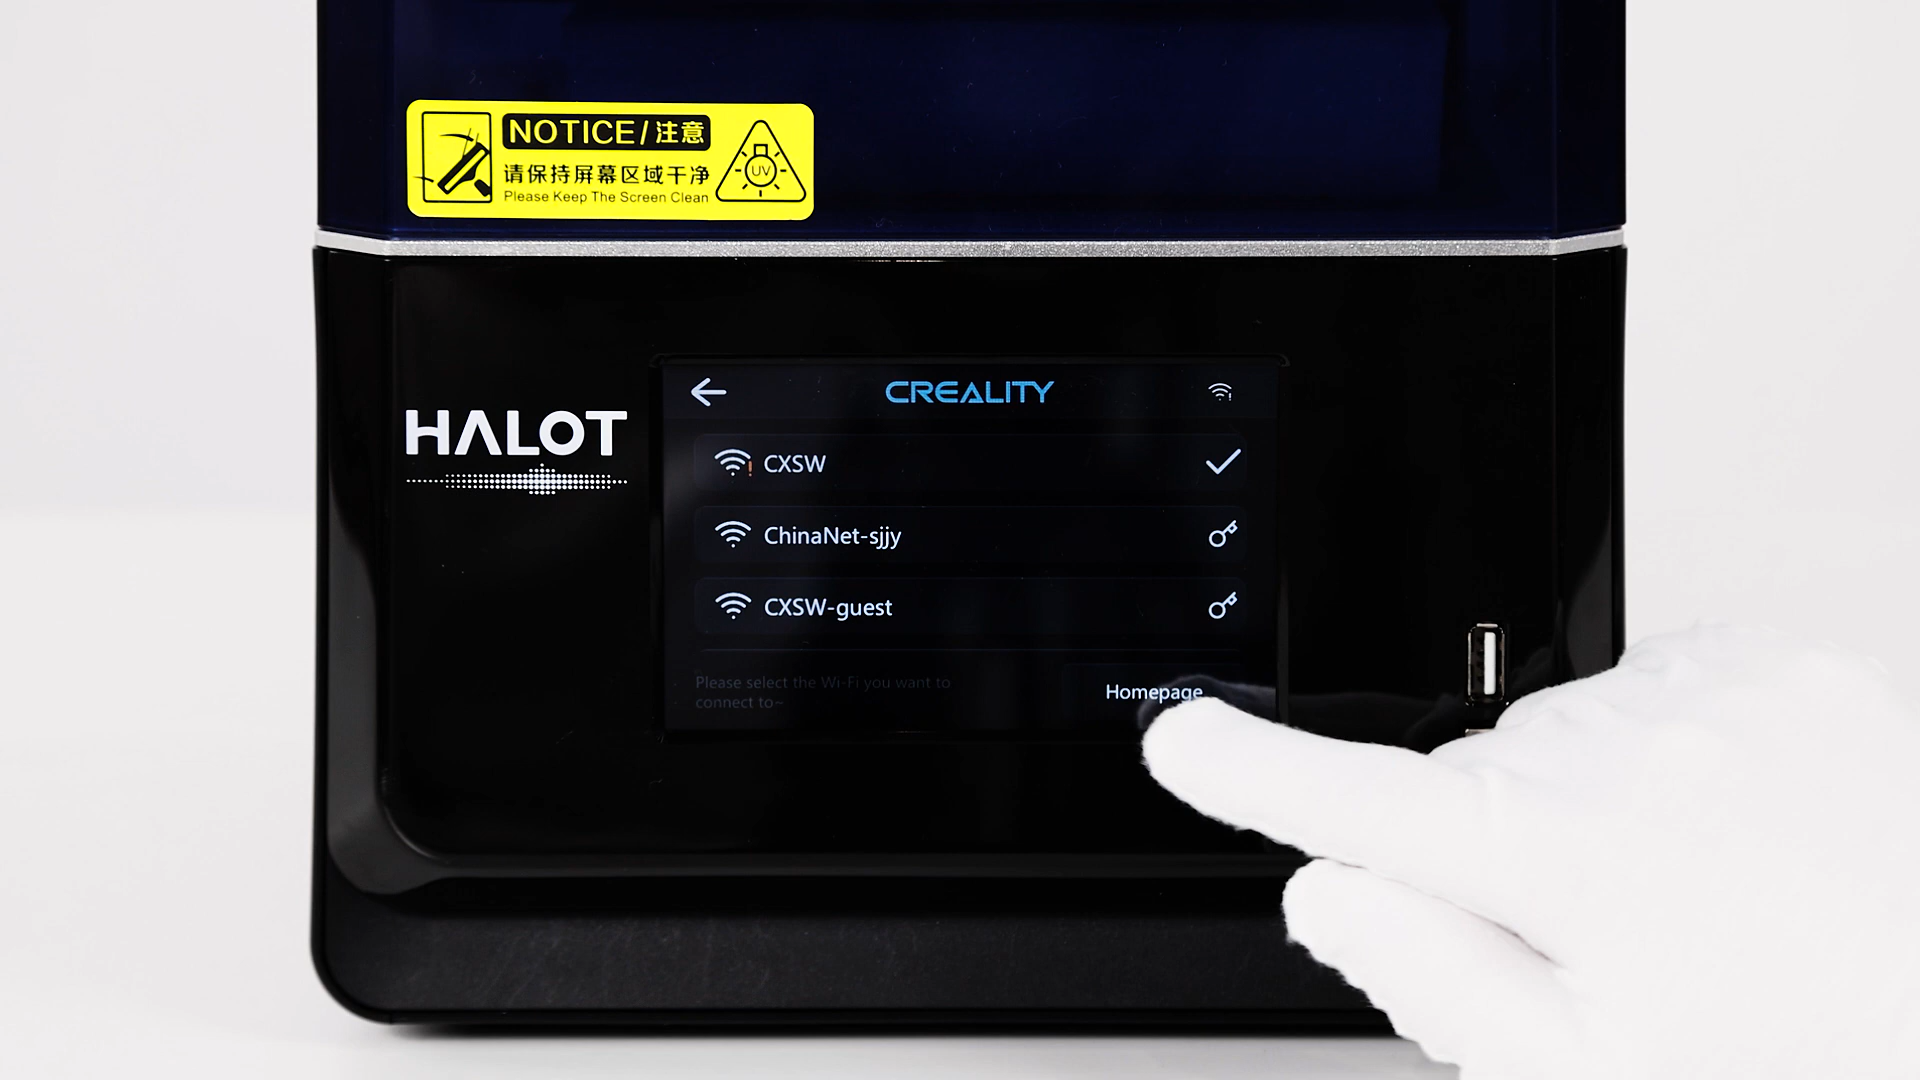 NOTICE/注意
请保持屏幕区域干净
Please Keep The Screen Clean
UV
HALOT
CREALITY
CXSW
ChinaNet-sjjy
CXSW-guest
Please select the Wi-Fi you want to
connect to~
Homepage